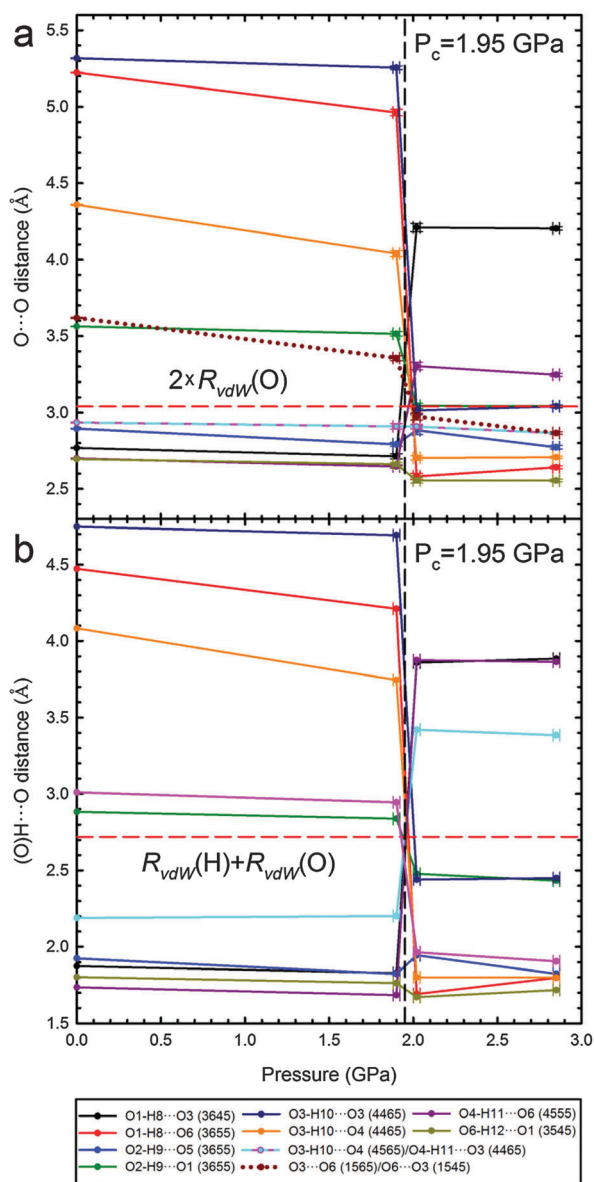 a
P_c=1.95 GPa
5.5
5.0
4.5
4.0
3.5
3.0
2.5
O···O distance (Å)
2×R_vdW(O)
b
P_c=1.95 GPa
4.5
4.0
3.5
3.0
2.5
2.0
1.5
(O)H···O distance (Å)
R_vdW(H)+R_vdW(O)
0.0 0.5 1.0 1.5 2.0 2.5 3.0
Pressure (GPa)
O1-H8···O3 (3645) O3-H10···O3 (4465) O4-H11···O6 (4555)
O1-H8···O6 (3655) O3-H10···O4 (4465) O6-H12···O1 (3545)
O2-H9···O5 (3655) O3-H10···O4 (4565)/O4-H11···O3 (4465)
O2-H9···O1 (3655) O3···O6 (1565)/O6···O3 (1545)